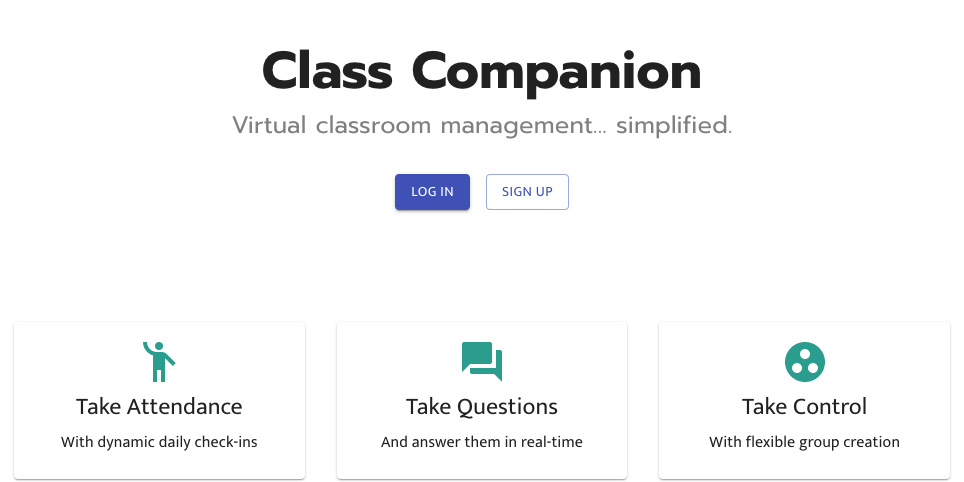 Class Companion
Virtual classroom management... simplified.
LOG IN
SIGN UP
Take Attendance
With dynamic daily check-ins
Take Questions
And answer them in real-time
Take Control
With flexible group creation